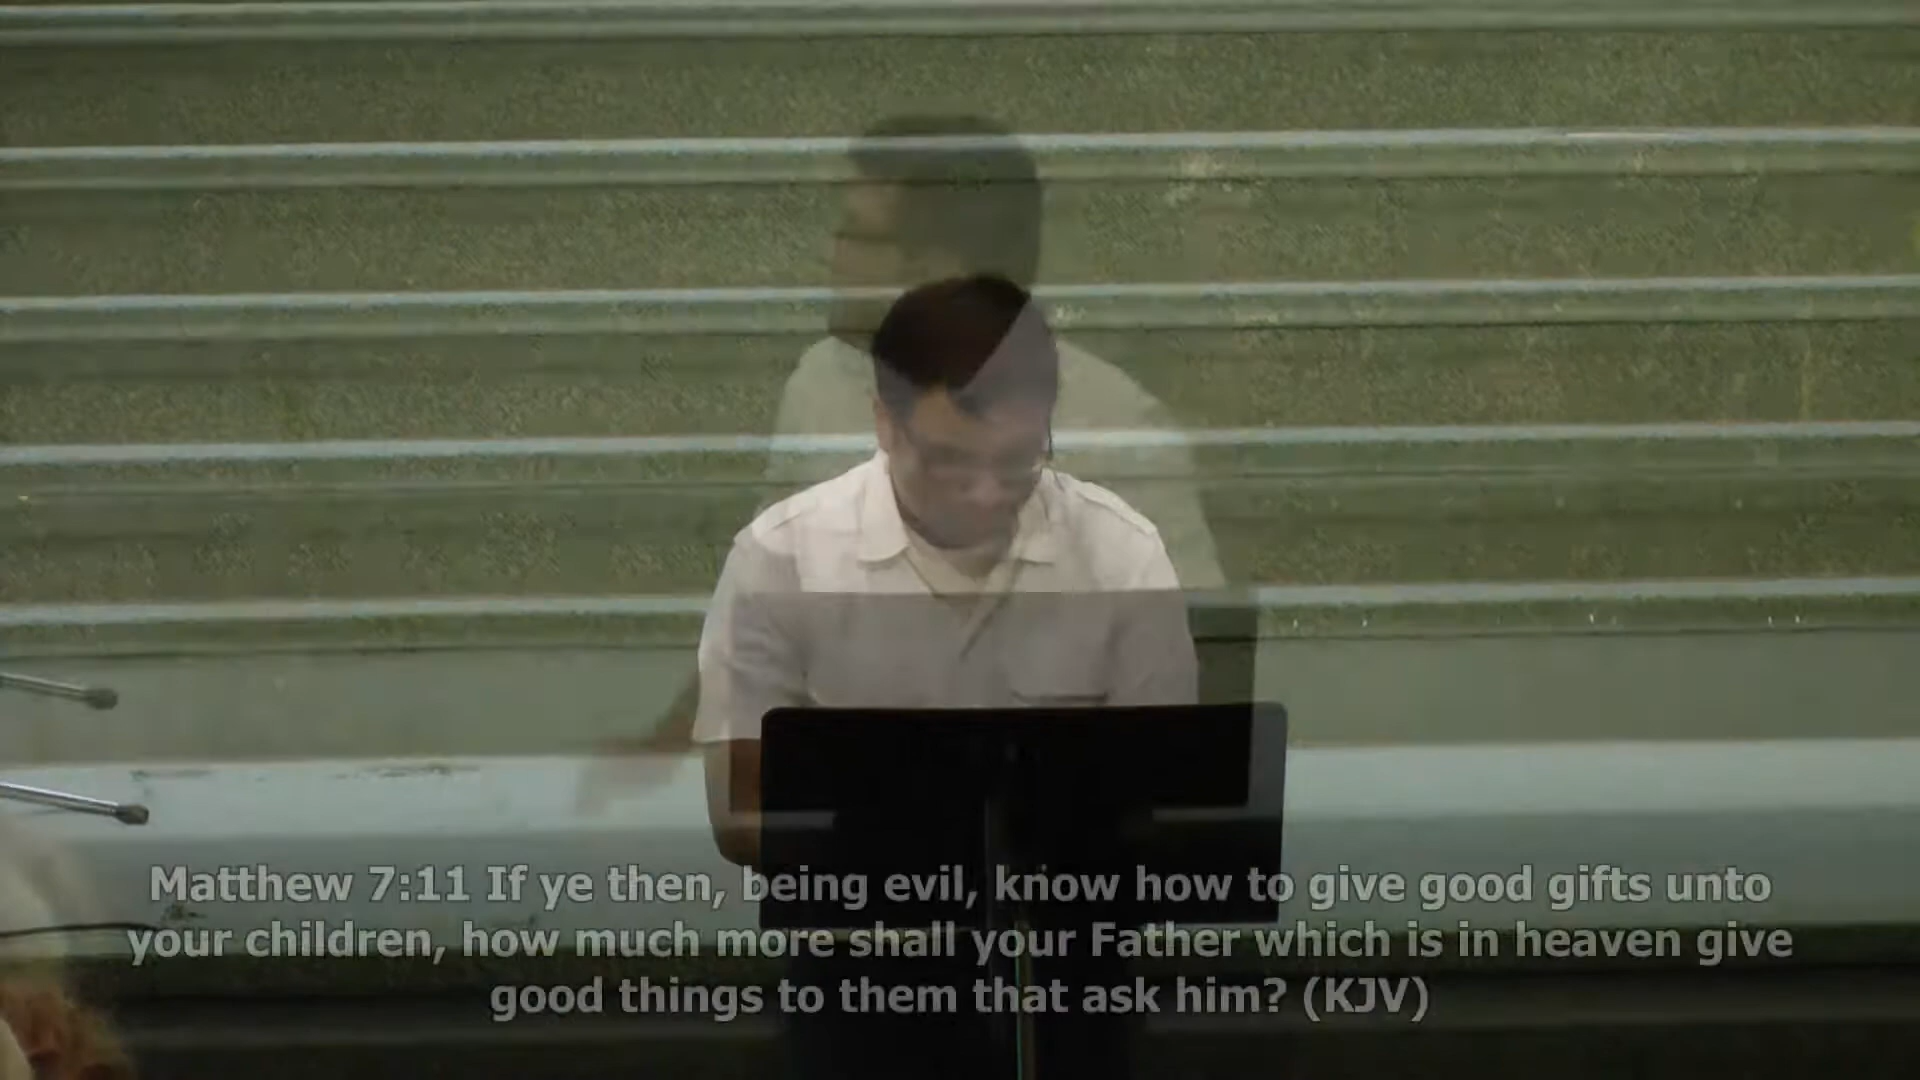 Matthew 7:11 If ye then, being evil, know how to give good gifts unto
your children, how much more shall your Father which is in heaven give
good things to them that ask him? (KJV)